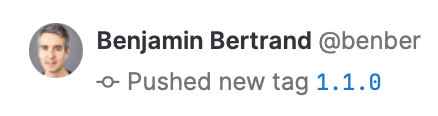 Benjamin Bertrand @benber
Pushed new tag 1.1.0